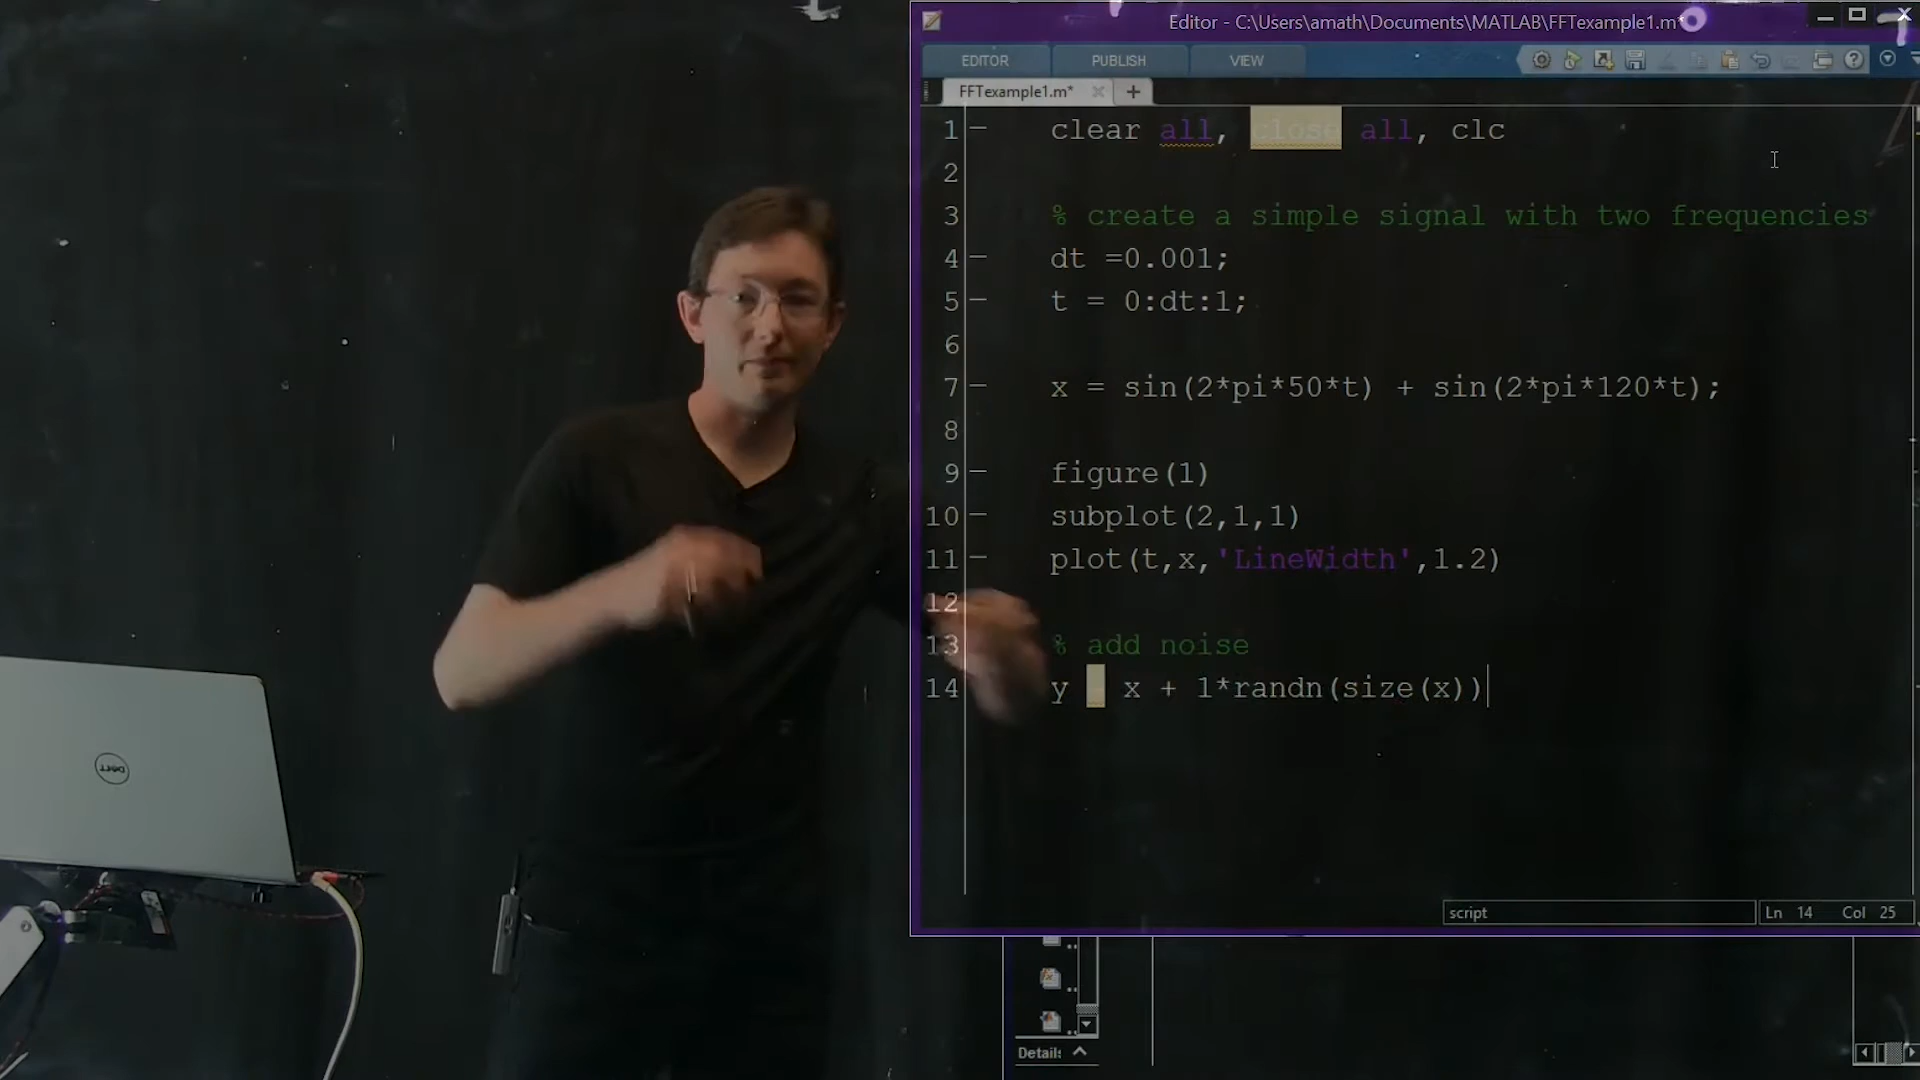 Editor - C:\Users\amath\Documents\MATLAB\FFTexample1.m*
EDITOR PUBLISH VIEW
FFTexample1.m*
1 clear all, close all, clc
2
3 % create a simple signal with two frequencies
4 dt =0.001;
5 t = 0:dt:1;
6
7 x = sin(2*pi*50*t) + sin(2*pi*120*t);
8
9 figure(1)
10 subplot(2,1,1)
11 plot(t,x,'LineWidth',1.2)
12
13 % add noise
14 y = x + 1*randn(size(x))
script Ln 14 Col 25
Details
DELL